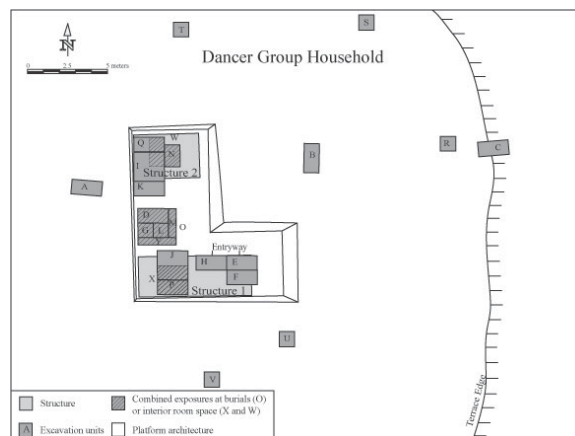 T
S
N
Dancer Group Household
0 2.5 5 meters
W
Q
N
B
R
C
I
Structure 2
A
K
D
M
G L O
Entryway
J
H E
X F
P
Structure 1
U
V
Terrace Edge
Structure
Combined exposures at burials (O)
or interior room space (X and W)
A Excavation units
Platform architecture